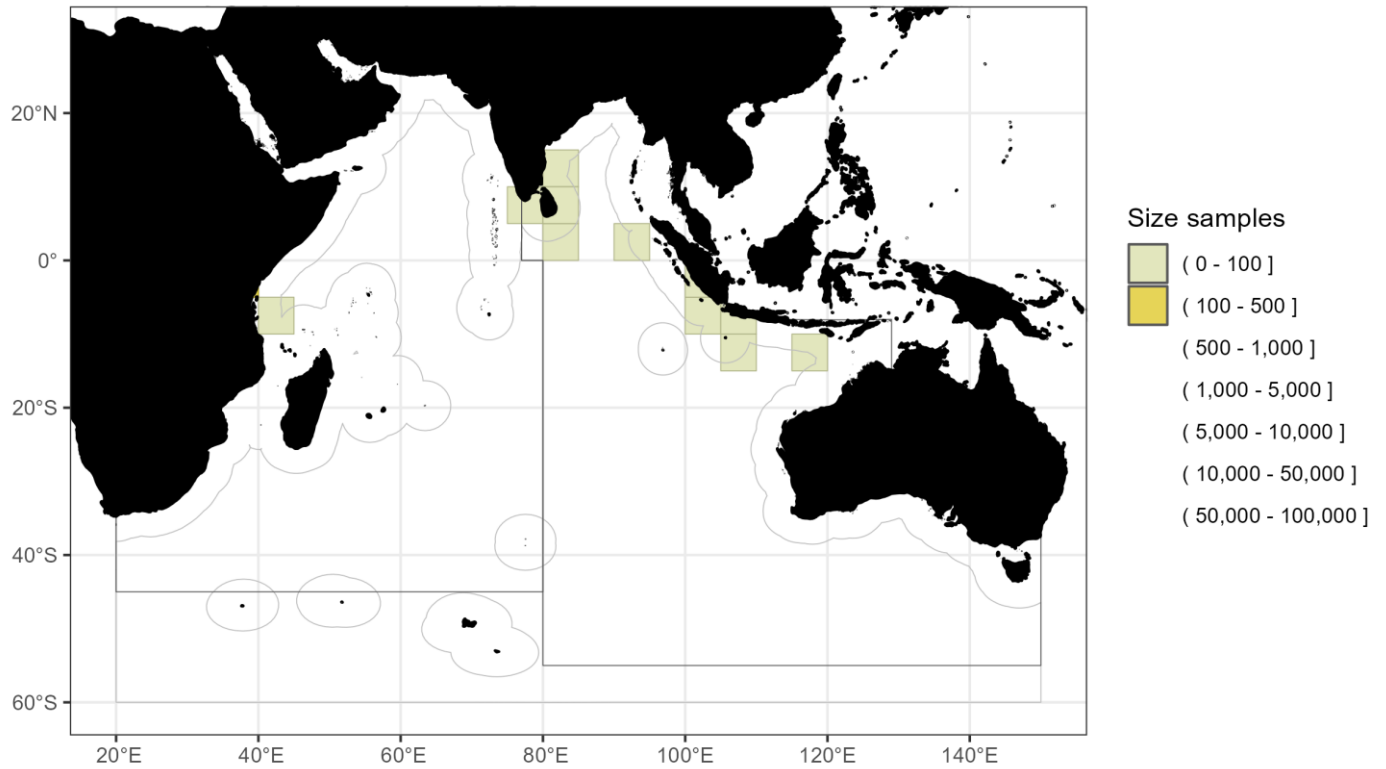 20°N
0°
20°S
40°S
60°S
20°E
40°E
60°E
80°E
100°E
120°E
140°E
Size samples
( 0 - 100 ]
( 100 - 500 ]
( 500 - 1,000 ]
( 1,000 - 5,000 ]
( 5,000 - 10,000 ]
( 10,000 - 50,000 ]
( 50,000 - 100,000 ]